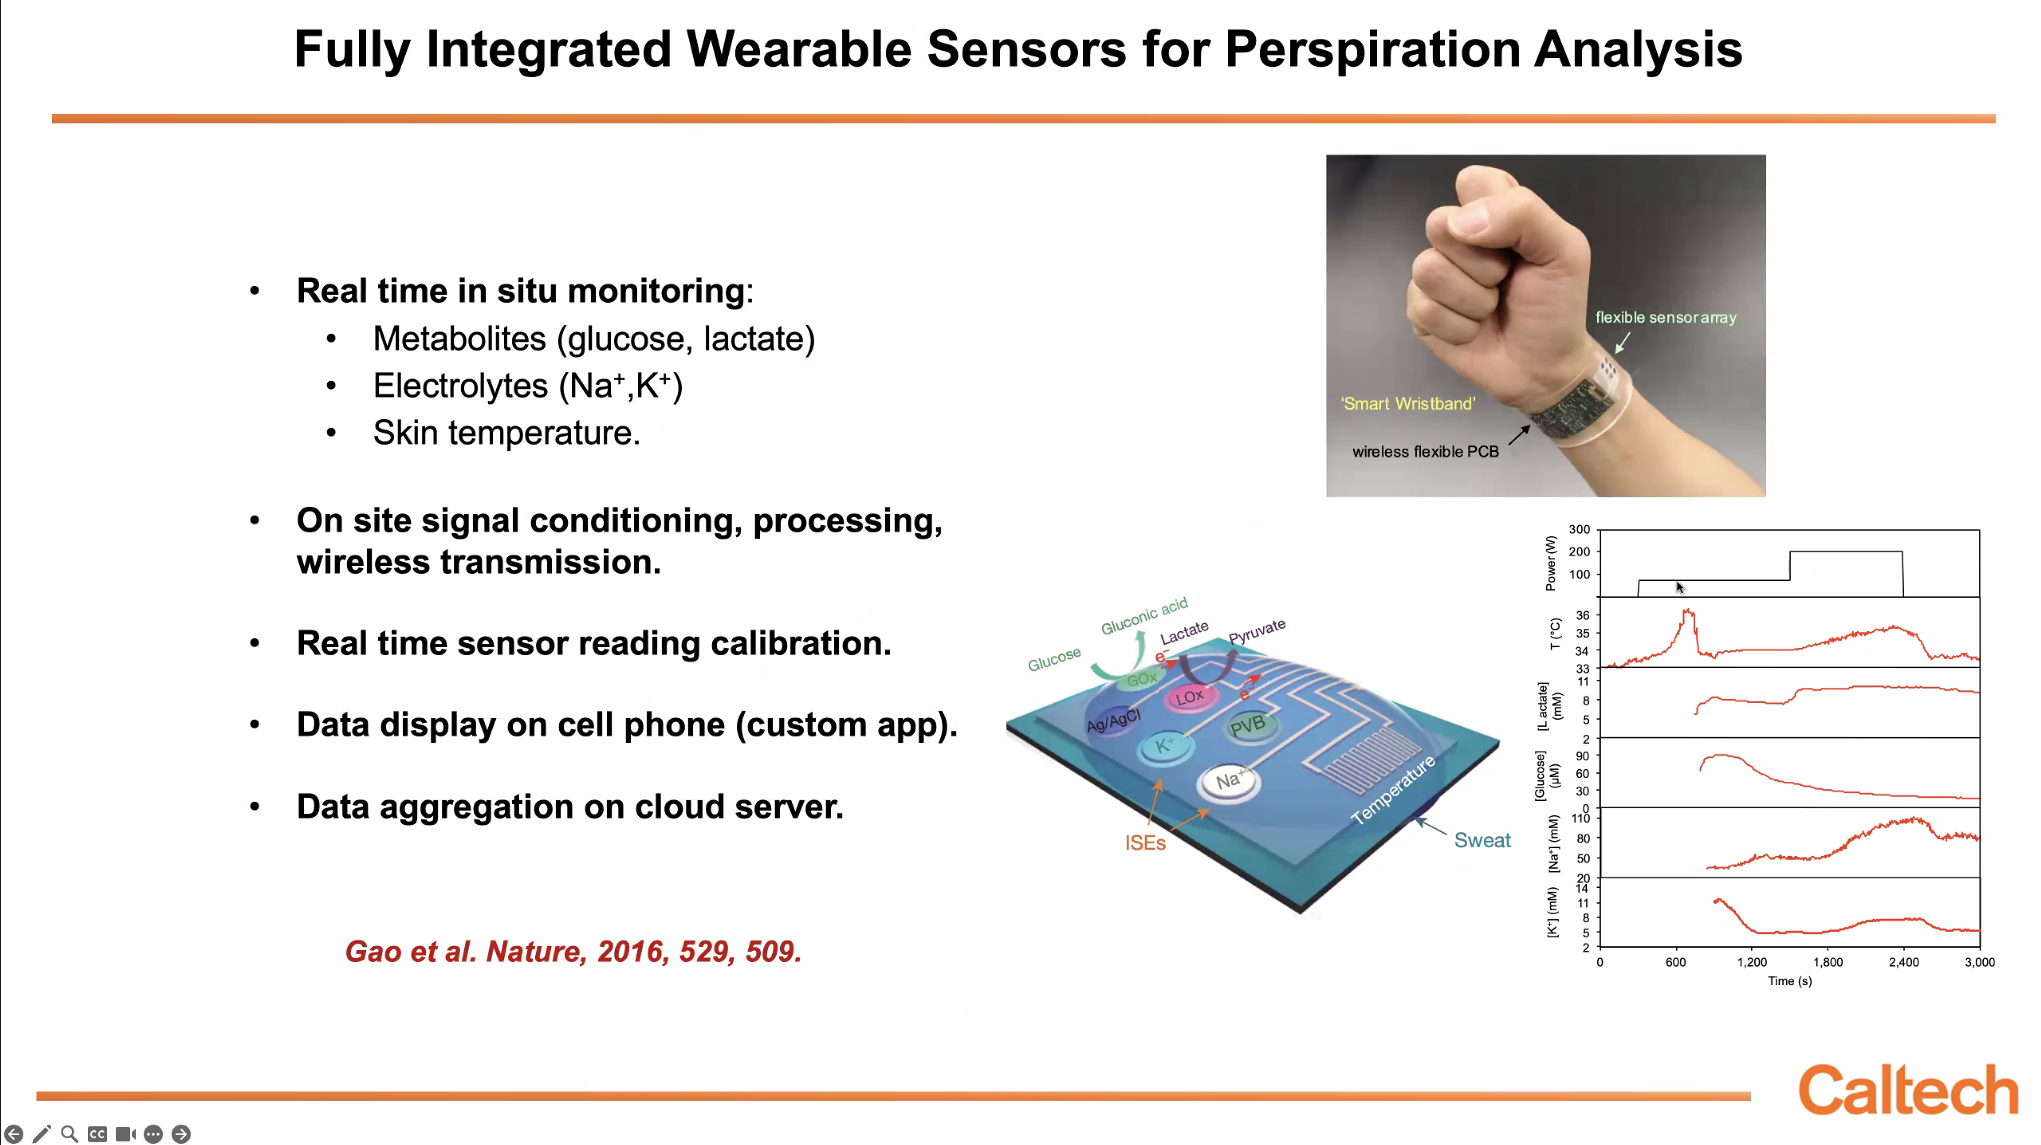 Fully Integrated Wearable Sensors for Perspiration Analysis
• Real time in situ monitoring:
• Metabolites (glucose, lactate)
• Electrolytes (Na⁺,K⁺)
• Skin temperature.
• On site signal conditioning, processing,
wireless transmission.
• Real time sensor reading calibration.
• Data display on cell phone (custom app).
• Data aggregation on cloud server.
Gao et al. Nature, 2016, 529, 509.
flexible sensor array
'Smart Wristband'
wireless flexible PCB
Glucose
Gluconic acid
Lactate
Pyruvate
e⁻
e⁻
GOx
LOx
Ag/AgCl
PVB
K⁺
Na⁺
Temperature
ISEs
Sweat
Power (W)
300
200
100
T (°C)
36
35
34
33
[Lactate]
(mM)
11
8
5
2
[Glucose]
(µM)
90
60
30
0
[Na⁺] (mM)
110
80
50
20
[K⁺] (mM)
14
11
8
5
2
0 600 1,200 1,800 2,400 3,000
Time (s)
Caltech
CC